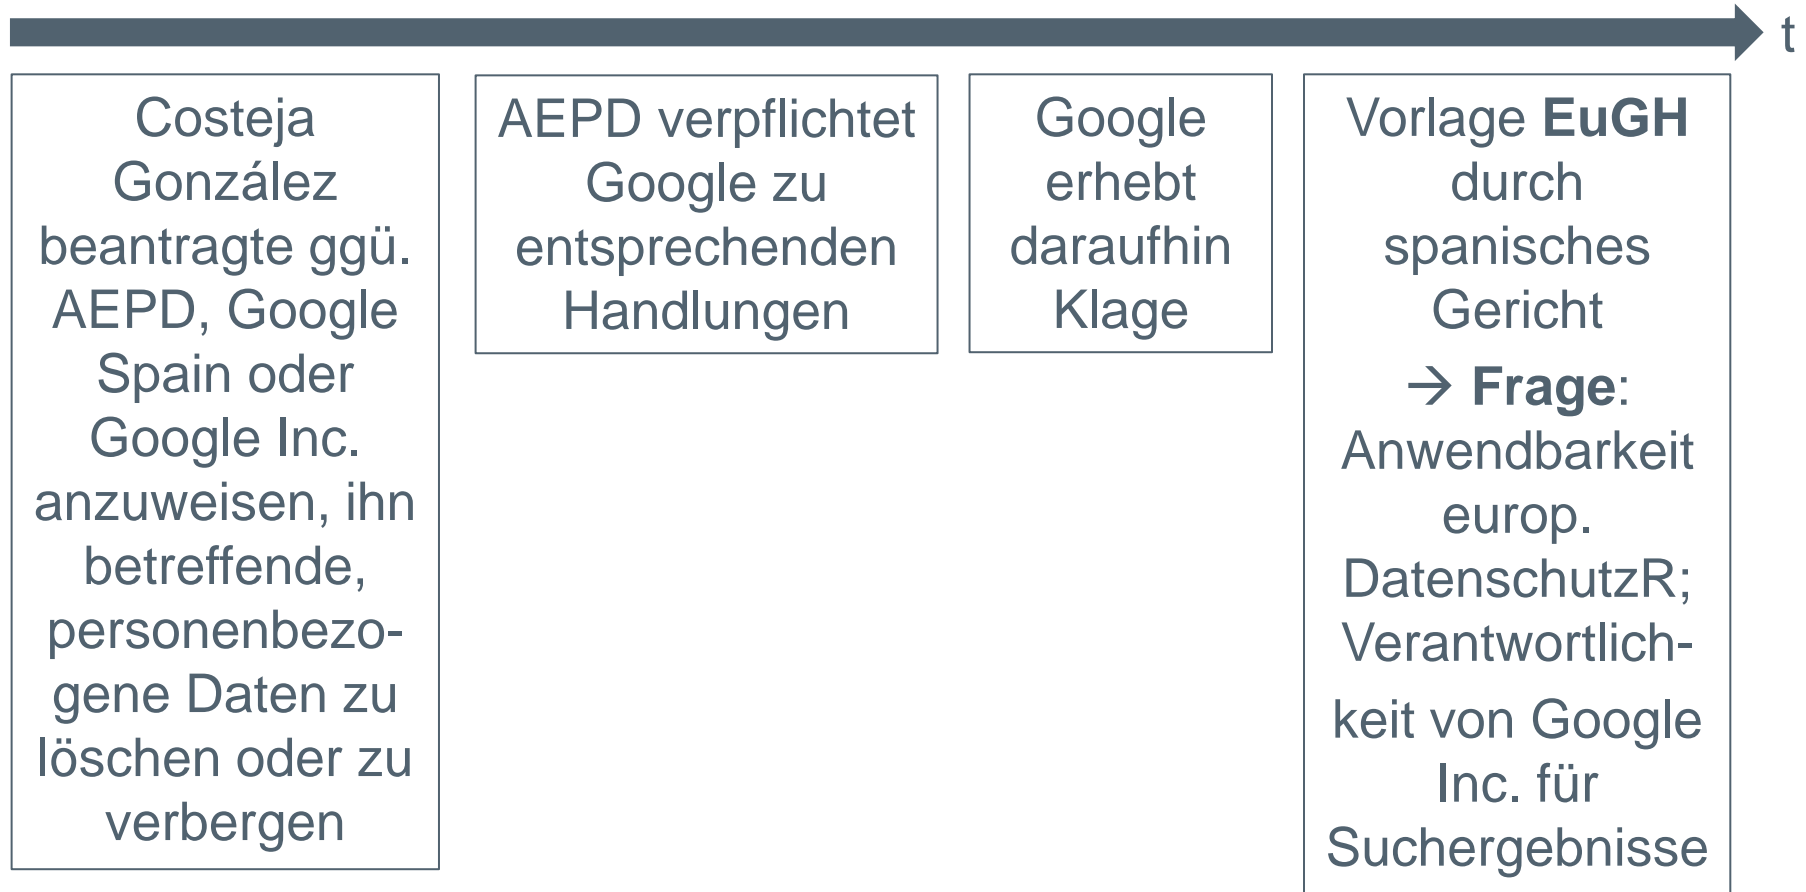 t
Costeja
González
beantragte ggü.
AEPD, Google
Spain oder
Google Inc.
anzuweisen, ihn
betreffende,
personenbezo-
gene Daten zu
löschen oder zu
verbergen
AEPD verpflichtet
Google zu
entsprechenden
Handlungen
Google
erhebt
daraufhin
Klage
Vorlage EuGH
durch
spanisches
Gericht
→ Frage:
Anwendbarkeit
europ.
DatenschutzR;
Verantwortlich-
keit von Google
Inc. für
Suchergebnisse